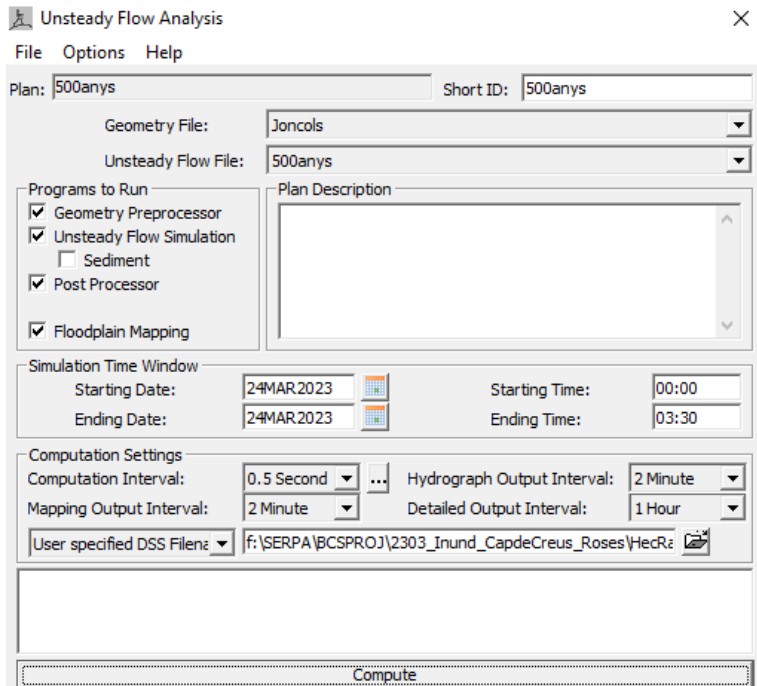 Unsteady Flow Analysis
File Options Help
Plan: 500anys Short ID: 500anys
Geometry File: Joncols
Unsteady Flow File: 500anys
Programs to Run
Geometry Preprocessor
Unsteady Flow Simulation
Sediment
Post Processor
Floodplain Mapping
Plan Description
Simulation Time Window
Starting Date: 24MAR2023 Starting Time: 00:00
Ending Date: 24MAR2023 Ending Time: 03:30
Computation Settings
Computation Interval: 0.5 Second ... Hydrograph Output Interval: 2 Minute
Mapping Output Interval: 2 Minute Detailed Output Interval: 1 Hour
User specified DSS Filena f:\SERPA\BCSPROJ\2303_Inund_CapdeCreus_Roses\HecRa
Compute